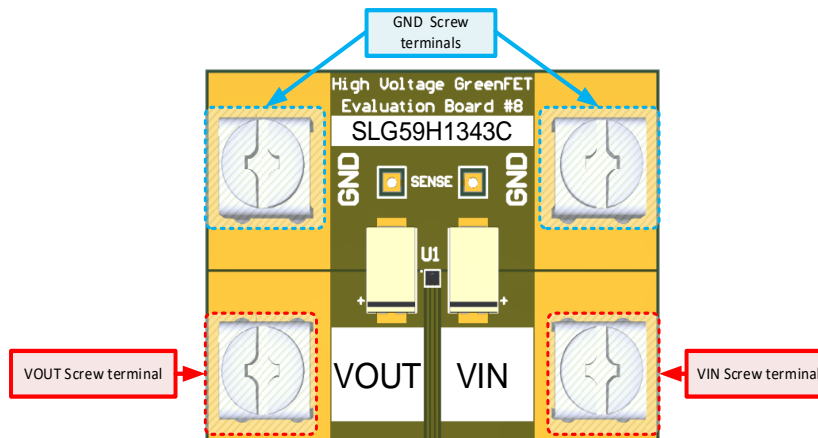 GND Screw
terminals
High Voltage GreenFET
Evaluation Board #8
SLG59H1343C
GND
SENSE
GND
U1
+
+
VOUT Screw terminal
VOUT
VIN
VIN Screw terminal